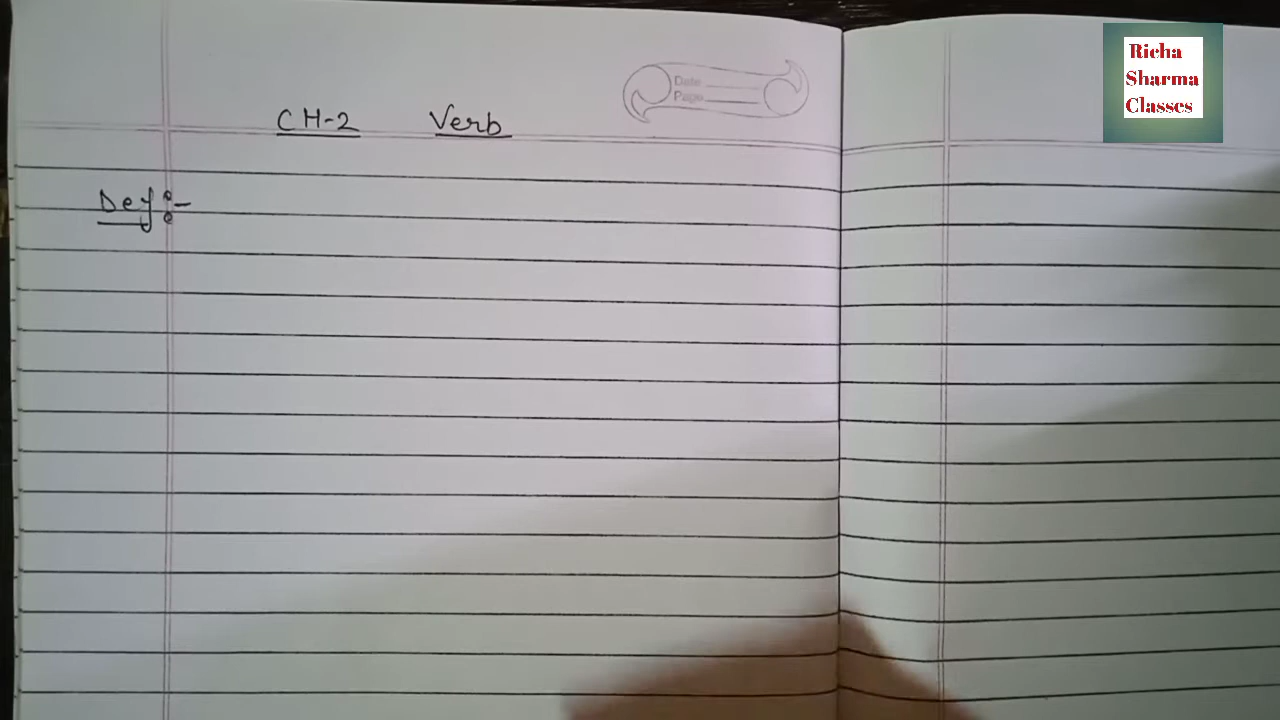 Richa
Sharma
Classes
Date
Page
CH-2 Verb
Def :-